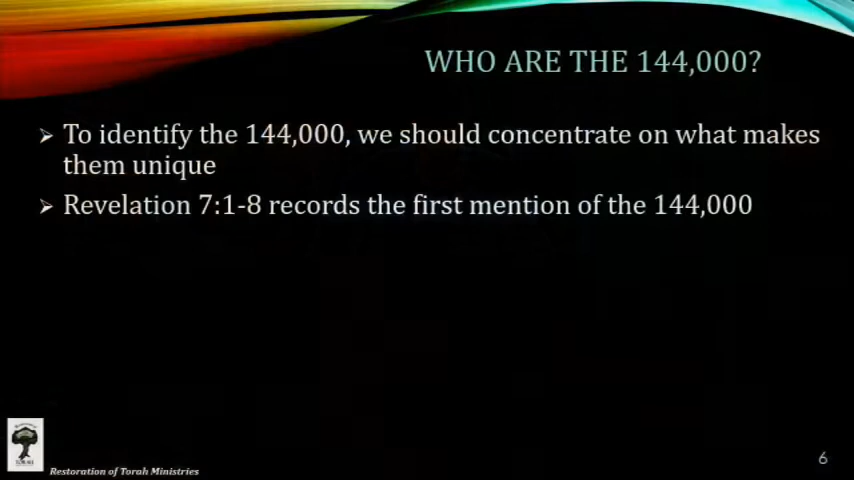 WHO ARE THE 144,000?
➢ To identify the 144,000, we should concentrate on what makes
them unique
➢ Revelation 7:1-8 records the first mention of the 144,000
Restoration of Torah Ministries
6